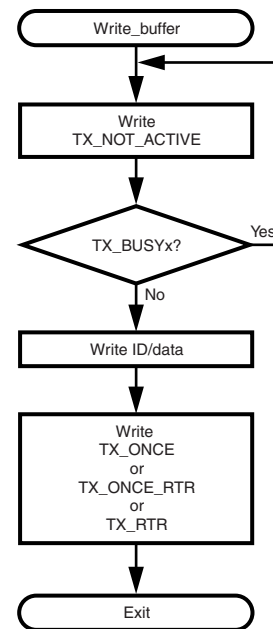 Write_buffer
Write
TX_NOT_ACTIVE
TX_BUSYx?
Yes
No
Write ID/data
Write
TX_ONCE
or
TX_ONCE_RTR
or
TX_RTR
Exit